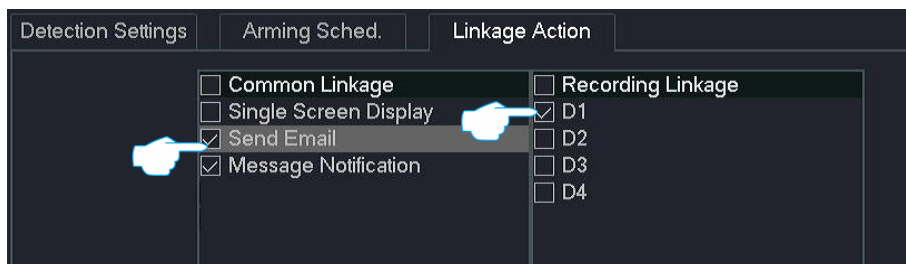 Detection Settings Arming Sched. Linkage Action
Common Linkage Recording Linkage
Single Screen Display D1
Send Email D2
Message Notification D3
D4